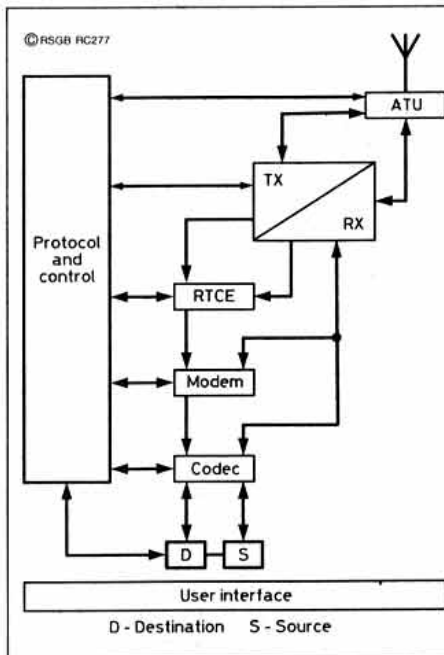 © RSGB RC277
ATU
TX
RX
Protocol
and
control
RTCE
Modem
Codec
D
S
User interface
D - Destination S - Source